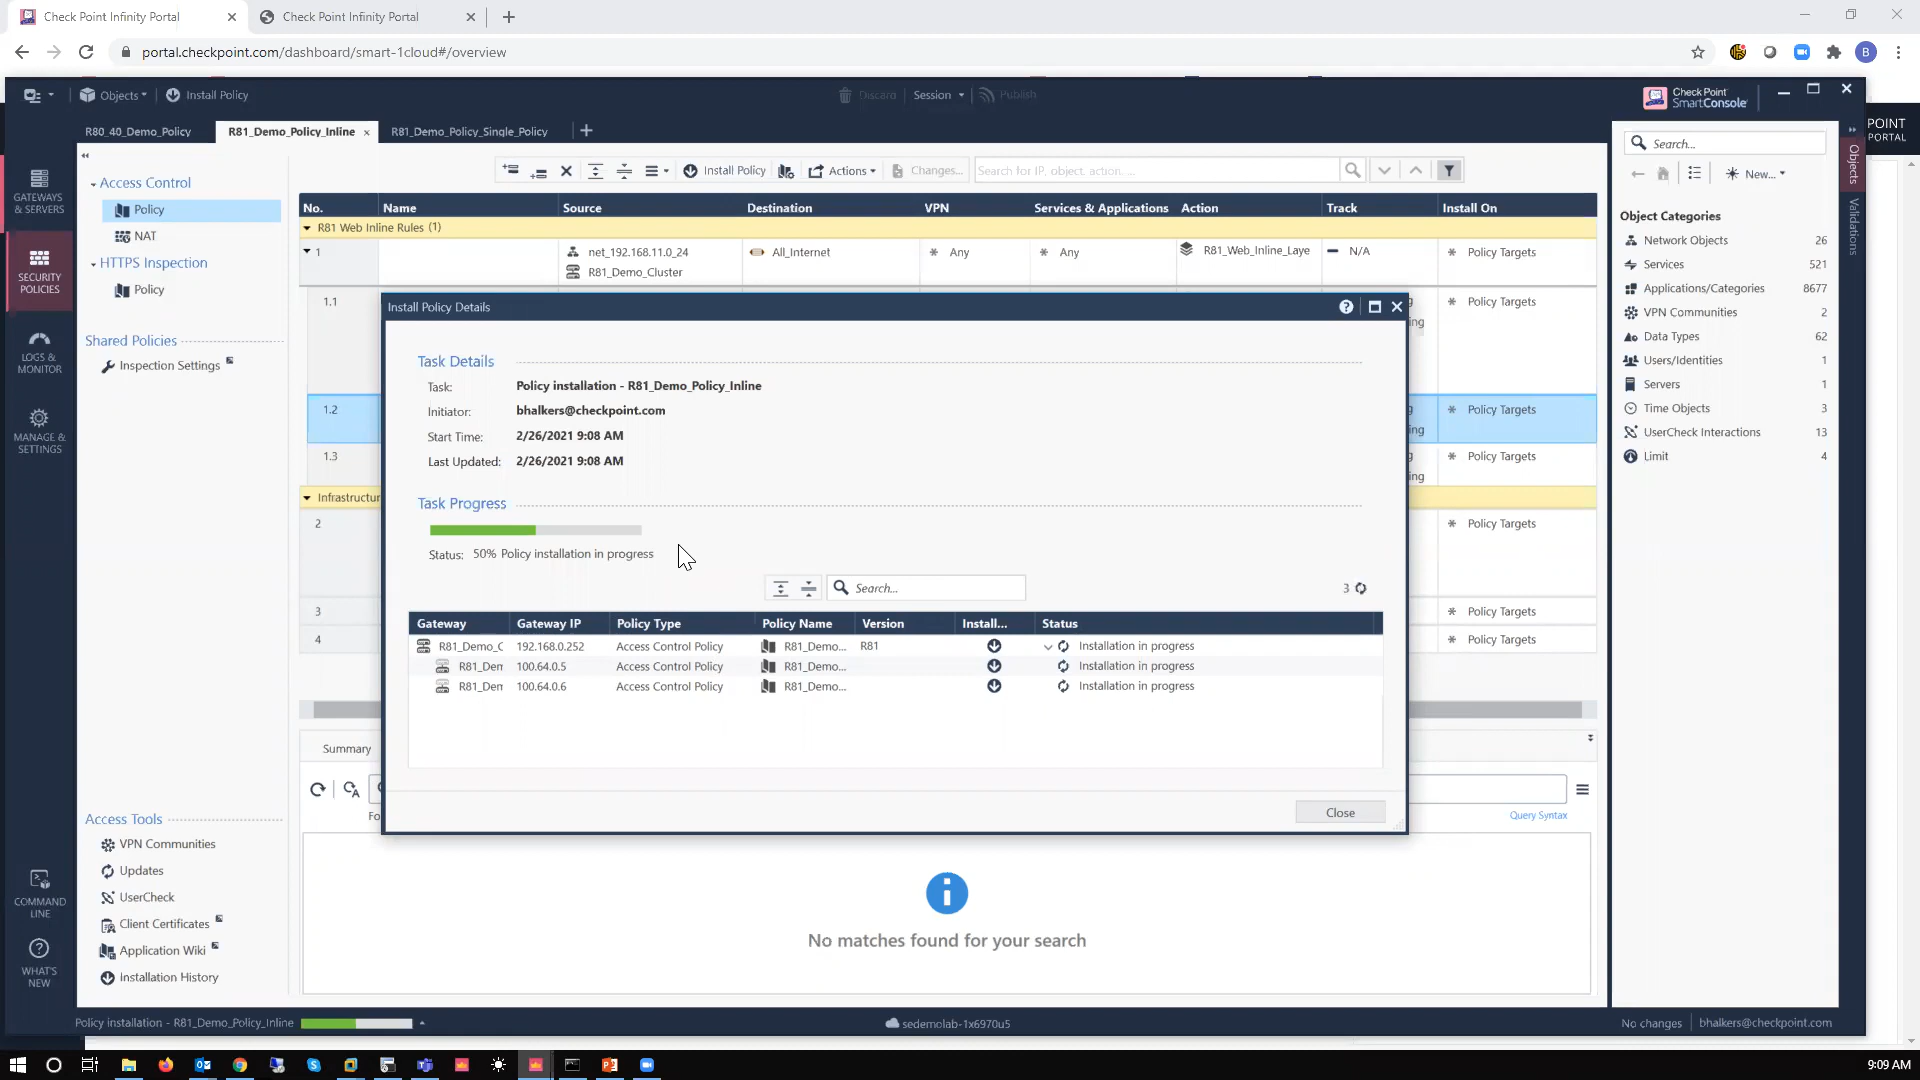 Check Point Infinity Portal
Check Point Infinity Portal
portal.checkpoint.com/dashboard/smart-1cloud#/overview
B
Objects
Install Policy
Discard
Session
Publish
Check Point
SmartConsole
POINT
PORTAL
R80_40_Demo_Policy
R81_Demo_Policy_Inline
R81_Demo_Policy_Single_Policy
GATEWAYS
& SERVERS
SECURITY
POLICIES
LOGS &
MONITOR
MANAGE &
SETTINGS
COMMAND
LINE
WHAT'S
NEW
Access Control
Policy
NAT
HTTPS Inspection
Policy
Shared Policies
Inspection Settings
Access Tools
VPN Communities
Updates
UserCheck
Client Certificates
Application Wiki
Installation History
Install Policy
Actions
Changes...
Search for IP, object, action, ...
No. Name Source Destination VPN Services & Applications Action Track Install On
R81 Web Inline Rules (1)
1 net_192.168.11.0_24 All_Internet * Any * Any R81_Web_Inline_Laye N/A * Policy Targets
R81_Demo_Cluster
1.1 * Policy Targets
ing
1.2 * Policy Targets
ing
1.3 * Policy Targets
ing
Infrastructur
2 * Policy Targets
3 * Policy Targets
4 * Policy Targets
Install Policy Details
Task Details
Task: Policy installation - R81_Demo_Policy_Inline
Initiator: bhalkers@checkpoint.com
Start Time: 2/26/2021 9:08 AM
Last Updated: 2/26/2021 9:08 AM
Task Progress
Status: 50% Policy installation in progress
Search...
3
Gateway Gateway IP Policy Type Policy Name Version Install... Status
R81_Demo_C 192.168.0.252 Access Control Policy R81_Demo... R81 Installation in progress
R81_Dem 100.64.0.5 Access Control Policy R81_Demo... Installation in progress
R81_Dem 100.64.0.6 Access Control Policy R81_Demo... Installation in progress
Close
Summary
Fo
Query Syntax
No matches found for your search
Search...
New...
Object Categories
Network Objects 26
Services 521
Applications/Categories 8677
VPN Communities 2
Data Types 62
Users/Identities 1
Servers 1
Time Objects 3
UserCheck Interactions 13
Limit 4
Objects
Validations
Policy installation - R81_Demo_Policy_Inline
sedemolab-1x6970u5
No changes
bhalkers@checkpoint.com
9:09 AM